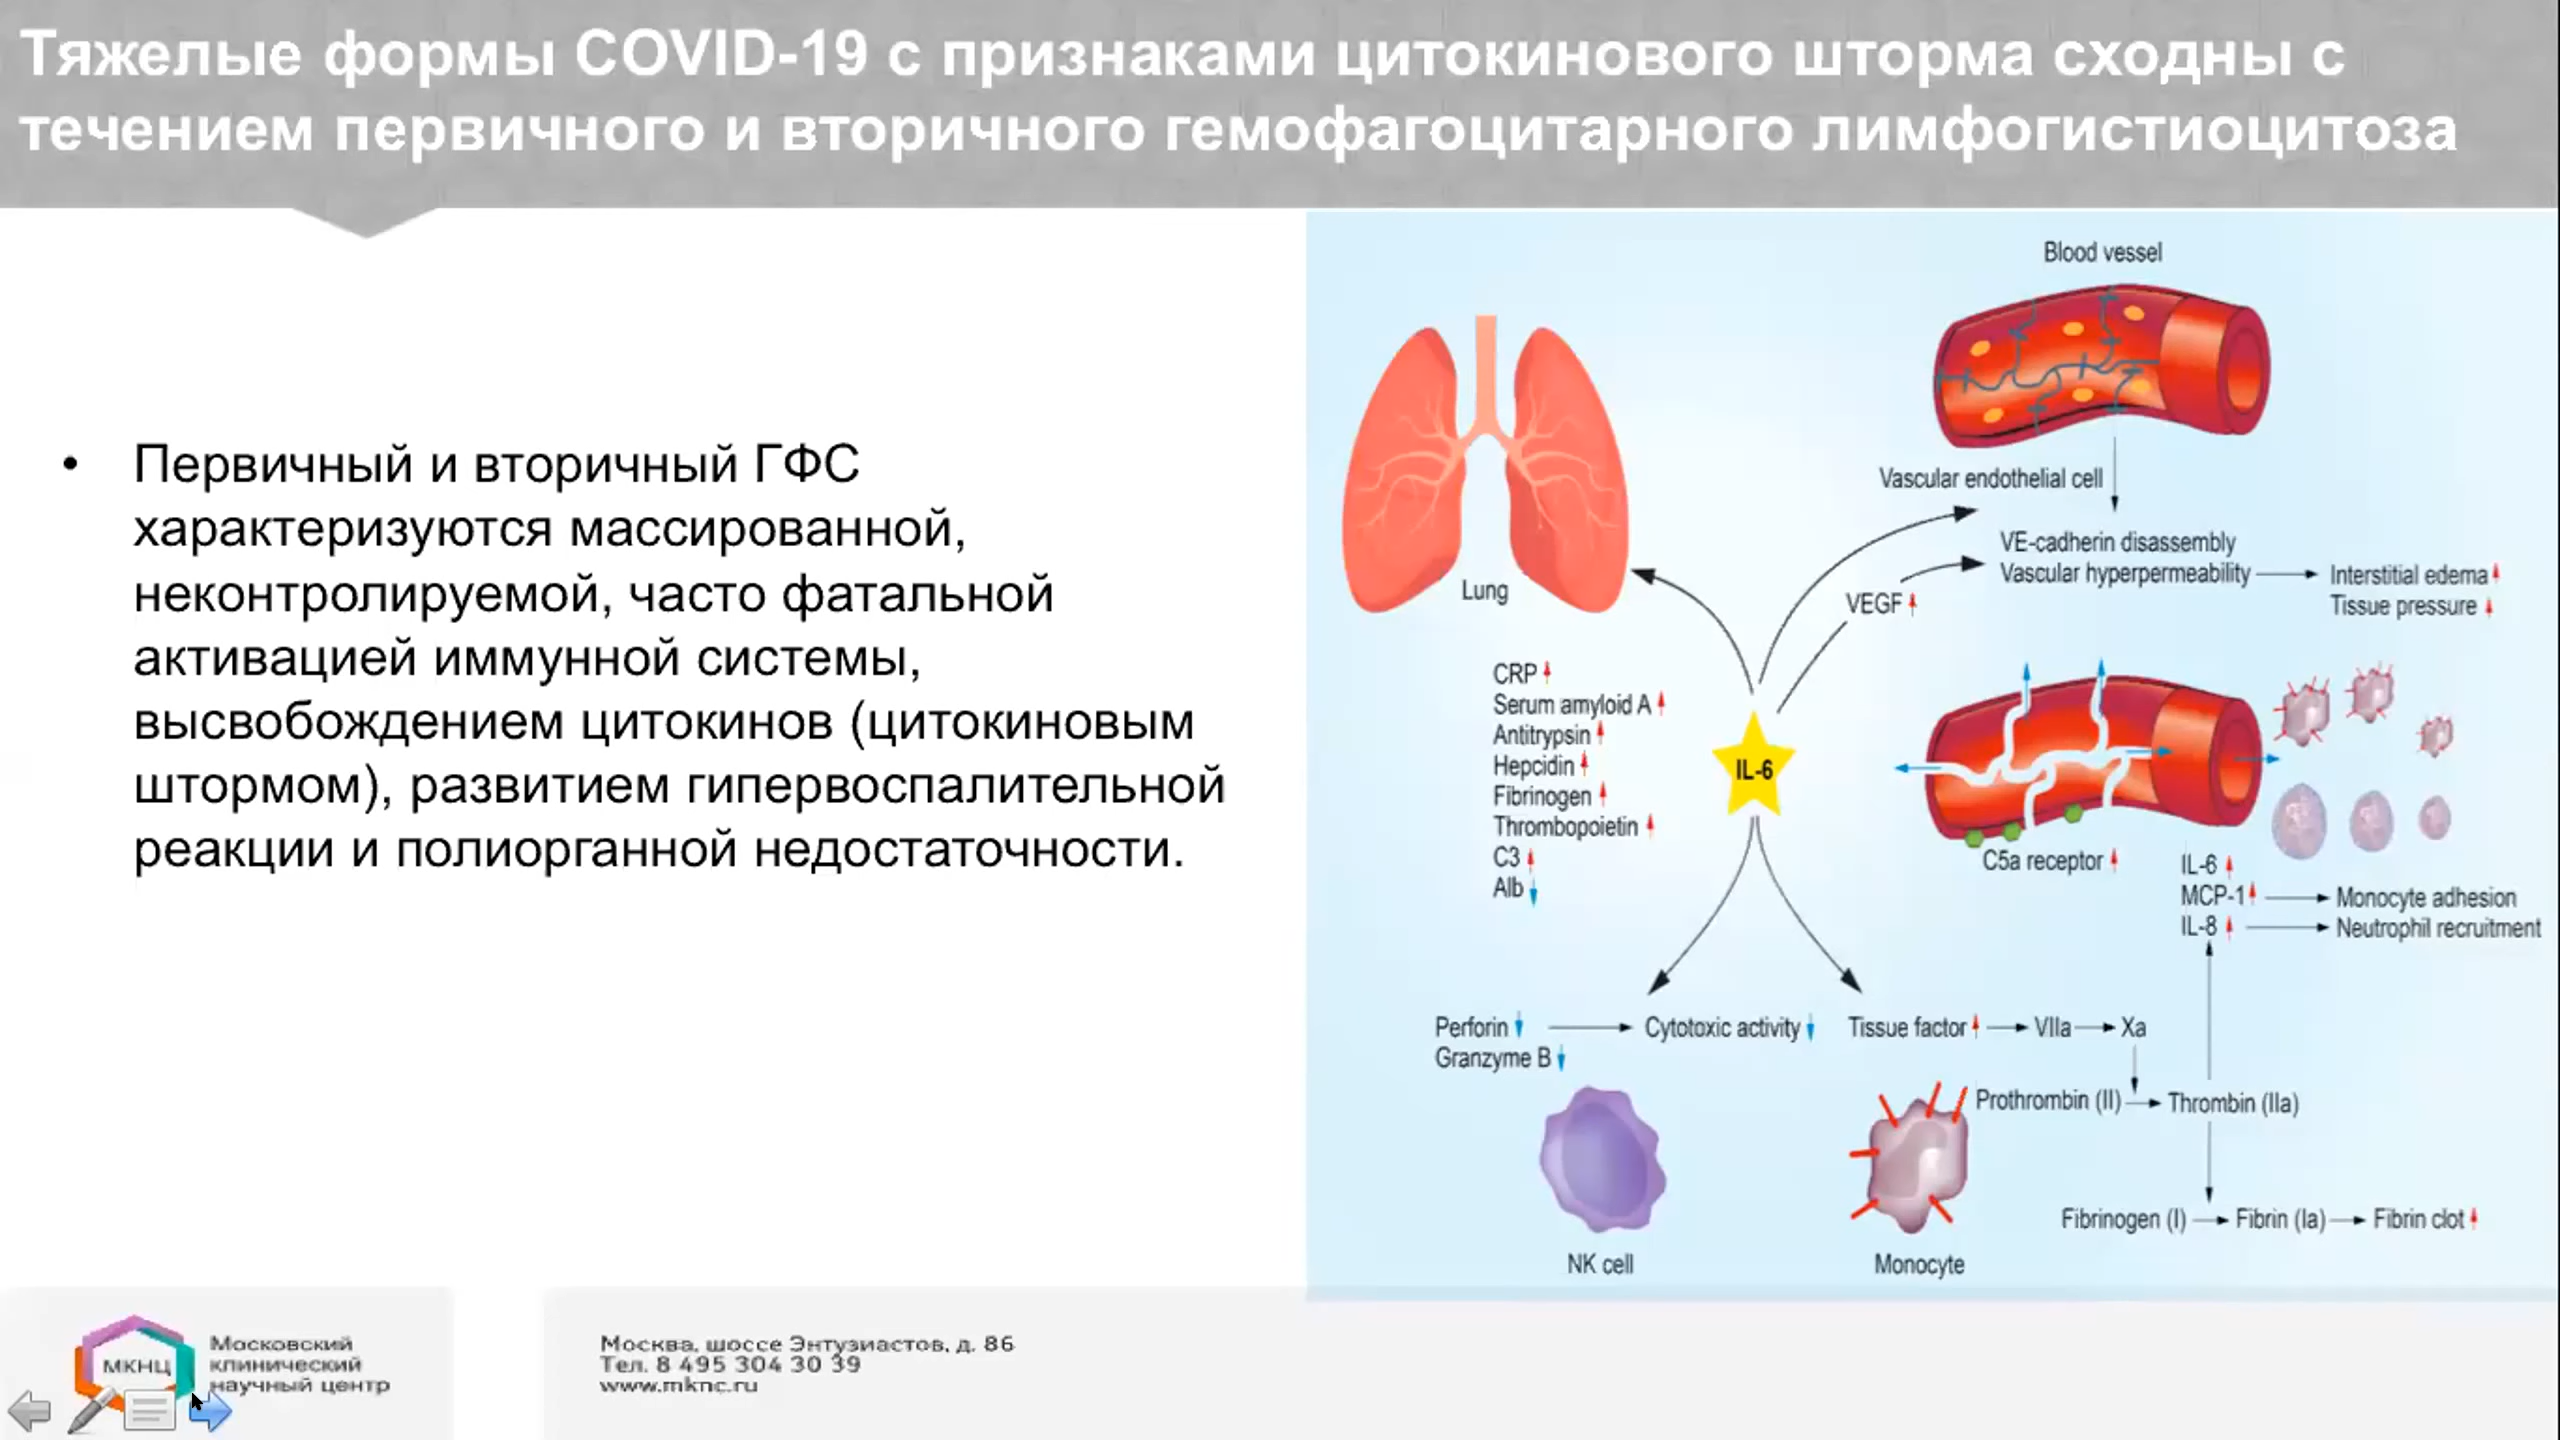 Тяжелые формы COVID-19 с признаками цитокинового шторма сходны с
течением первичного и вторичного гемофагоцитарного лимфогистиоцитоза
• Первичный и вторичный ГФС
характеризуются массированной,
неконтролируемой, часто фатальной
активацией иммунной системы,
высвобождением цитокинов (цитокиновым
штормом), развитием гипервоспалительной
реакции и полиорганной недостаточности.
Blood vessel
Lung
Vascular endothelial cell
VE-cadherin disassembly
Vascular hyperpermeability
Interstitial edema
Tissue pressure
VEGF
CRP
Serum amyloid A
Antitrypsin
Hepcidin
Fibrinogen
Thrombopoietin
C3
Alb
IL-6
C5a receptor
IL-6
MCP-1
Monocyte adhesion
IL-8
Neutrophil recruitment
Perforin
Granzyme B
Cytotoxic activity
Tissue factor
VIIa
Xa
Prothrombin (II)
Thrombin (IIa)
Fibrinogen (I)
Fibrin (Ia)
Fibrin clot
NK cell
Monocyte
МКНЦ
Московский
клинический
научный центр
Москва, шоссе Энтузиастов, д. 86
Тел. 8 495 304 30 39
www.mknc.ru